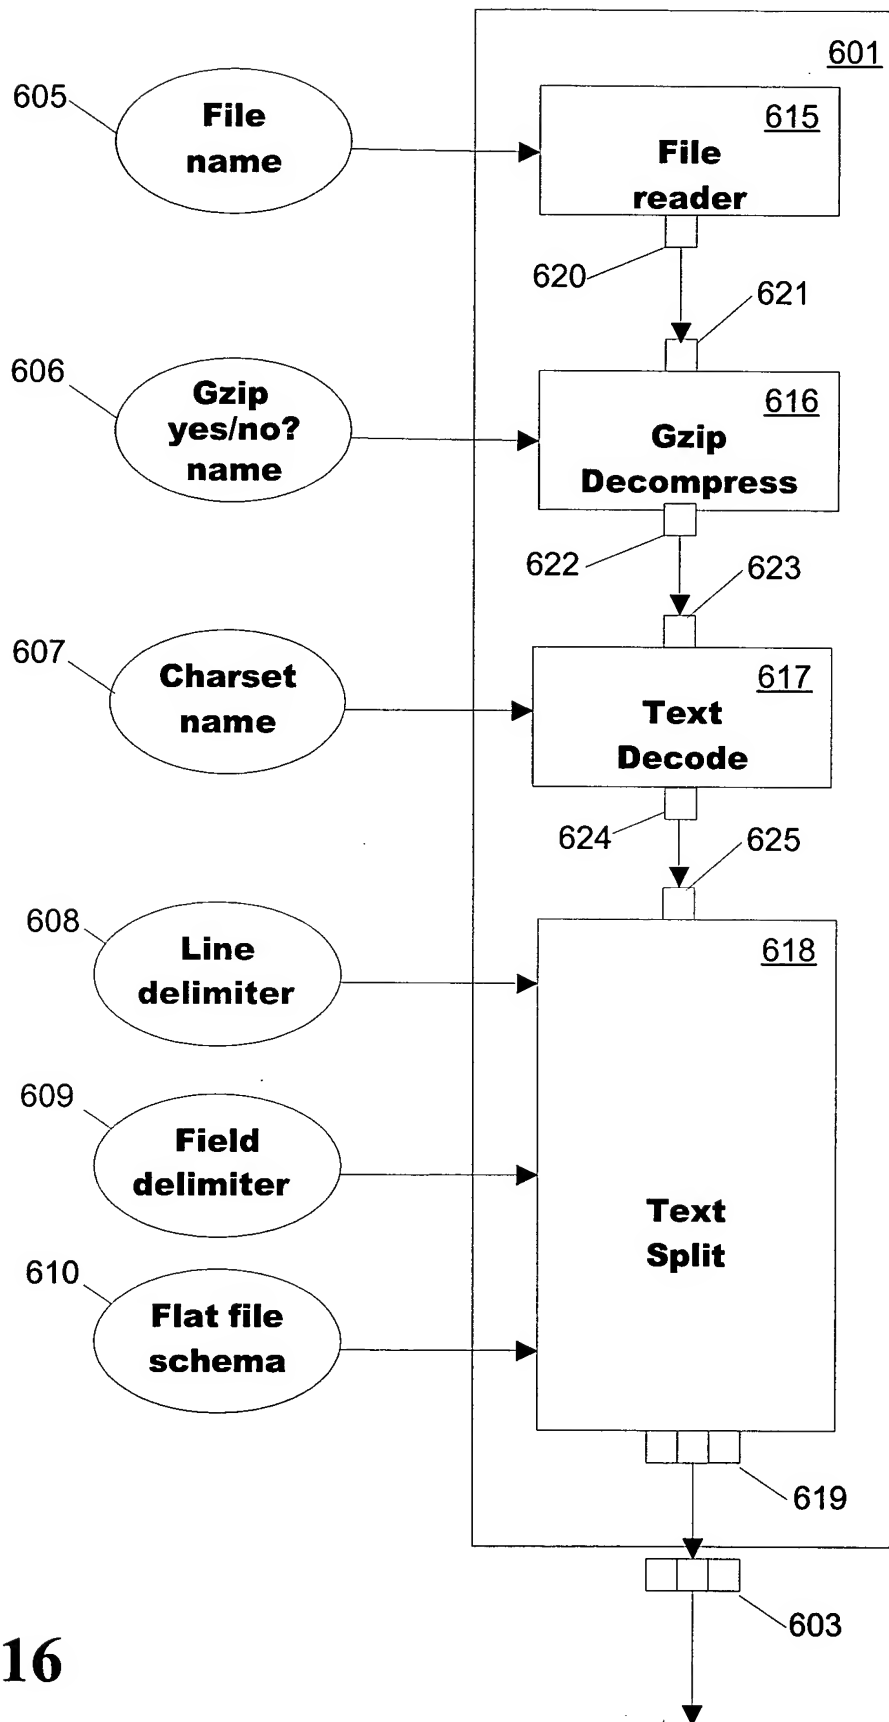 601
605
File
name
615
File
reader
620
621
606
Gzip
yes/no?
name
616
Gzip
Decompress
622
623
607
Charset
name
617
Text
Decode
624
625
608
Line
delimiter
618
609
Field
delimiter
Text
Split
610
Flat file
schema
619
603
16